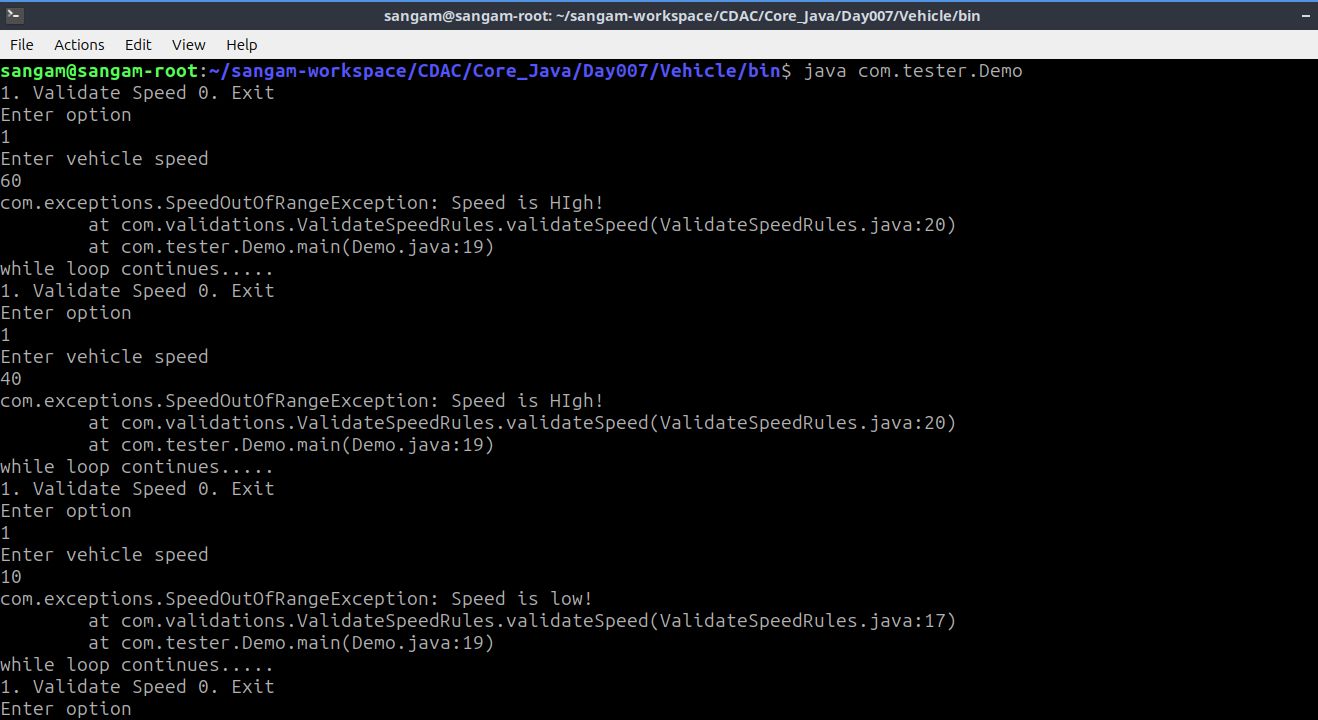 sangam@sangam-root: ~/sangam-workspace/CDAC/Core_Java/Day007/Vehicle/bin
File Actions Edit View Help
sangam@sangam-root:~/sangam-workspace/CDAC/Core_Java/Day007/Vehicle/bin$ java com.tester.Demo
1. Validate Speed 0. Exit
Enter option
1
Enter vehicle speed
60
com.exceptions.SpeedOutOfRangeException: Speed is HIgh!
        at com.validations.ValidateSpeedRules.validateSpeed(ValidateSpeedRules.java:20)
        at com.tester.Demo.main(Demo.java:19)
while loop continues.....
1. Validate Speed 0. Exit
Enter option
1
Enter vehicle speed
40
com.exceptions.SpeedOutOfRangeException: Speed is HIgh!
        at com.validations.ValidateSpeedRules.validateSpeed(ValidateSpeedRules.java:20)
        at com.tester.Demo.main(Demo.java:19)
while loop continues.....
1. Validate Speed 0. Exit
Enter option
1
Enter vehicle speed
10
com.exceptions.SpeedOutOfRangeException: Speed is low!
        at com.validations.ValidateSpeedRules.validateSpeed(ValidateSpeedRules.java:17)
        at com.tester.Demo.main(Demo.java:19)
while loop continues.....
1. Validate Speed 0. Exit
Enter option